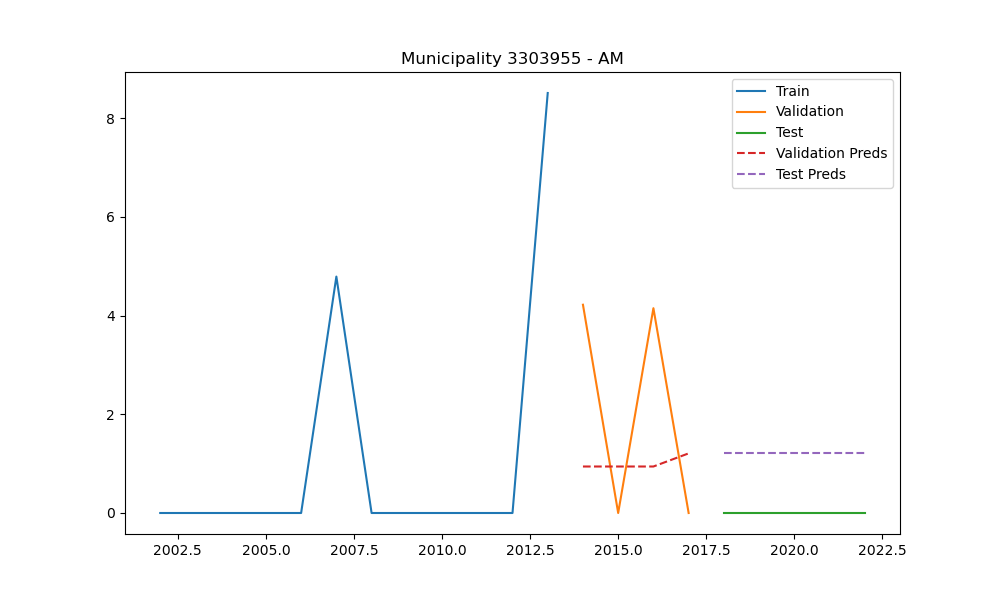 Municipality 3303955 - AM
Train
Validation
Test
Validation Preds
Test Preds
8
6
4
2
0
2002.5 2005.0 2007.5 2010.0 2012.5 2015.0 2017.5 2020.0 2022.5